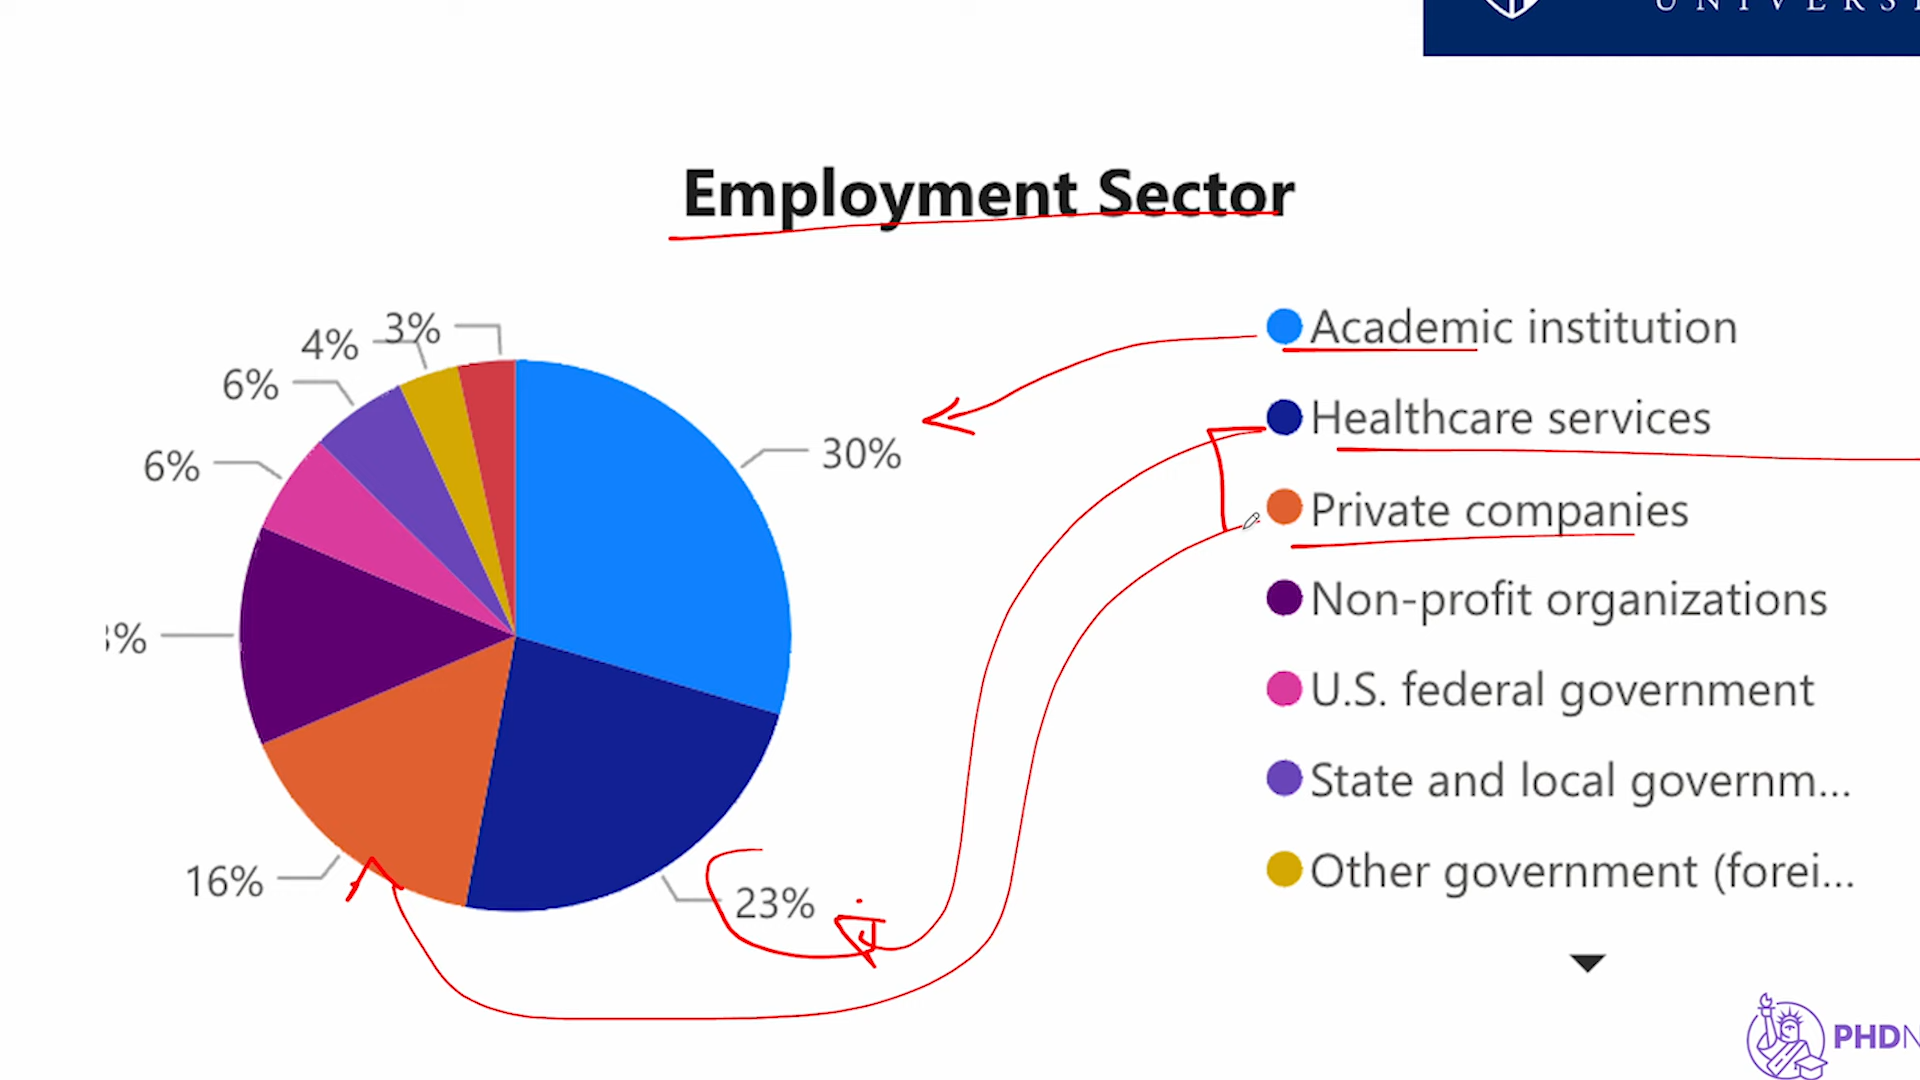 Employment Sector
3%
4%
6%
6%
30%
16%
23%
Academic institution
Healthcare services
Private companies
Non-profit organizations
U.S. federal government
State and local governm...
Other government (forei...
PHD